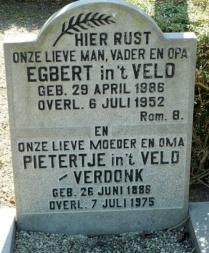 HIER RUST
ONZE LIEVE MAN, VADER EN OPA
EGBERT in't VELD
GEB. 29 APRIL 1886
OVERL. 6 JULI 1952
Rom. 8.
EN
ONZE LIEVE MOEDER EN OMA
PIETERTJE in't VELD
-VERDONK
GEB. 26 JUNI 1886
OVERL. 7 JULI 1975